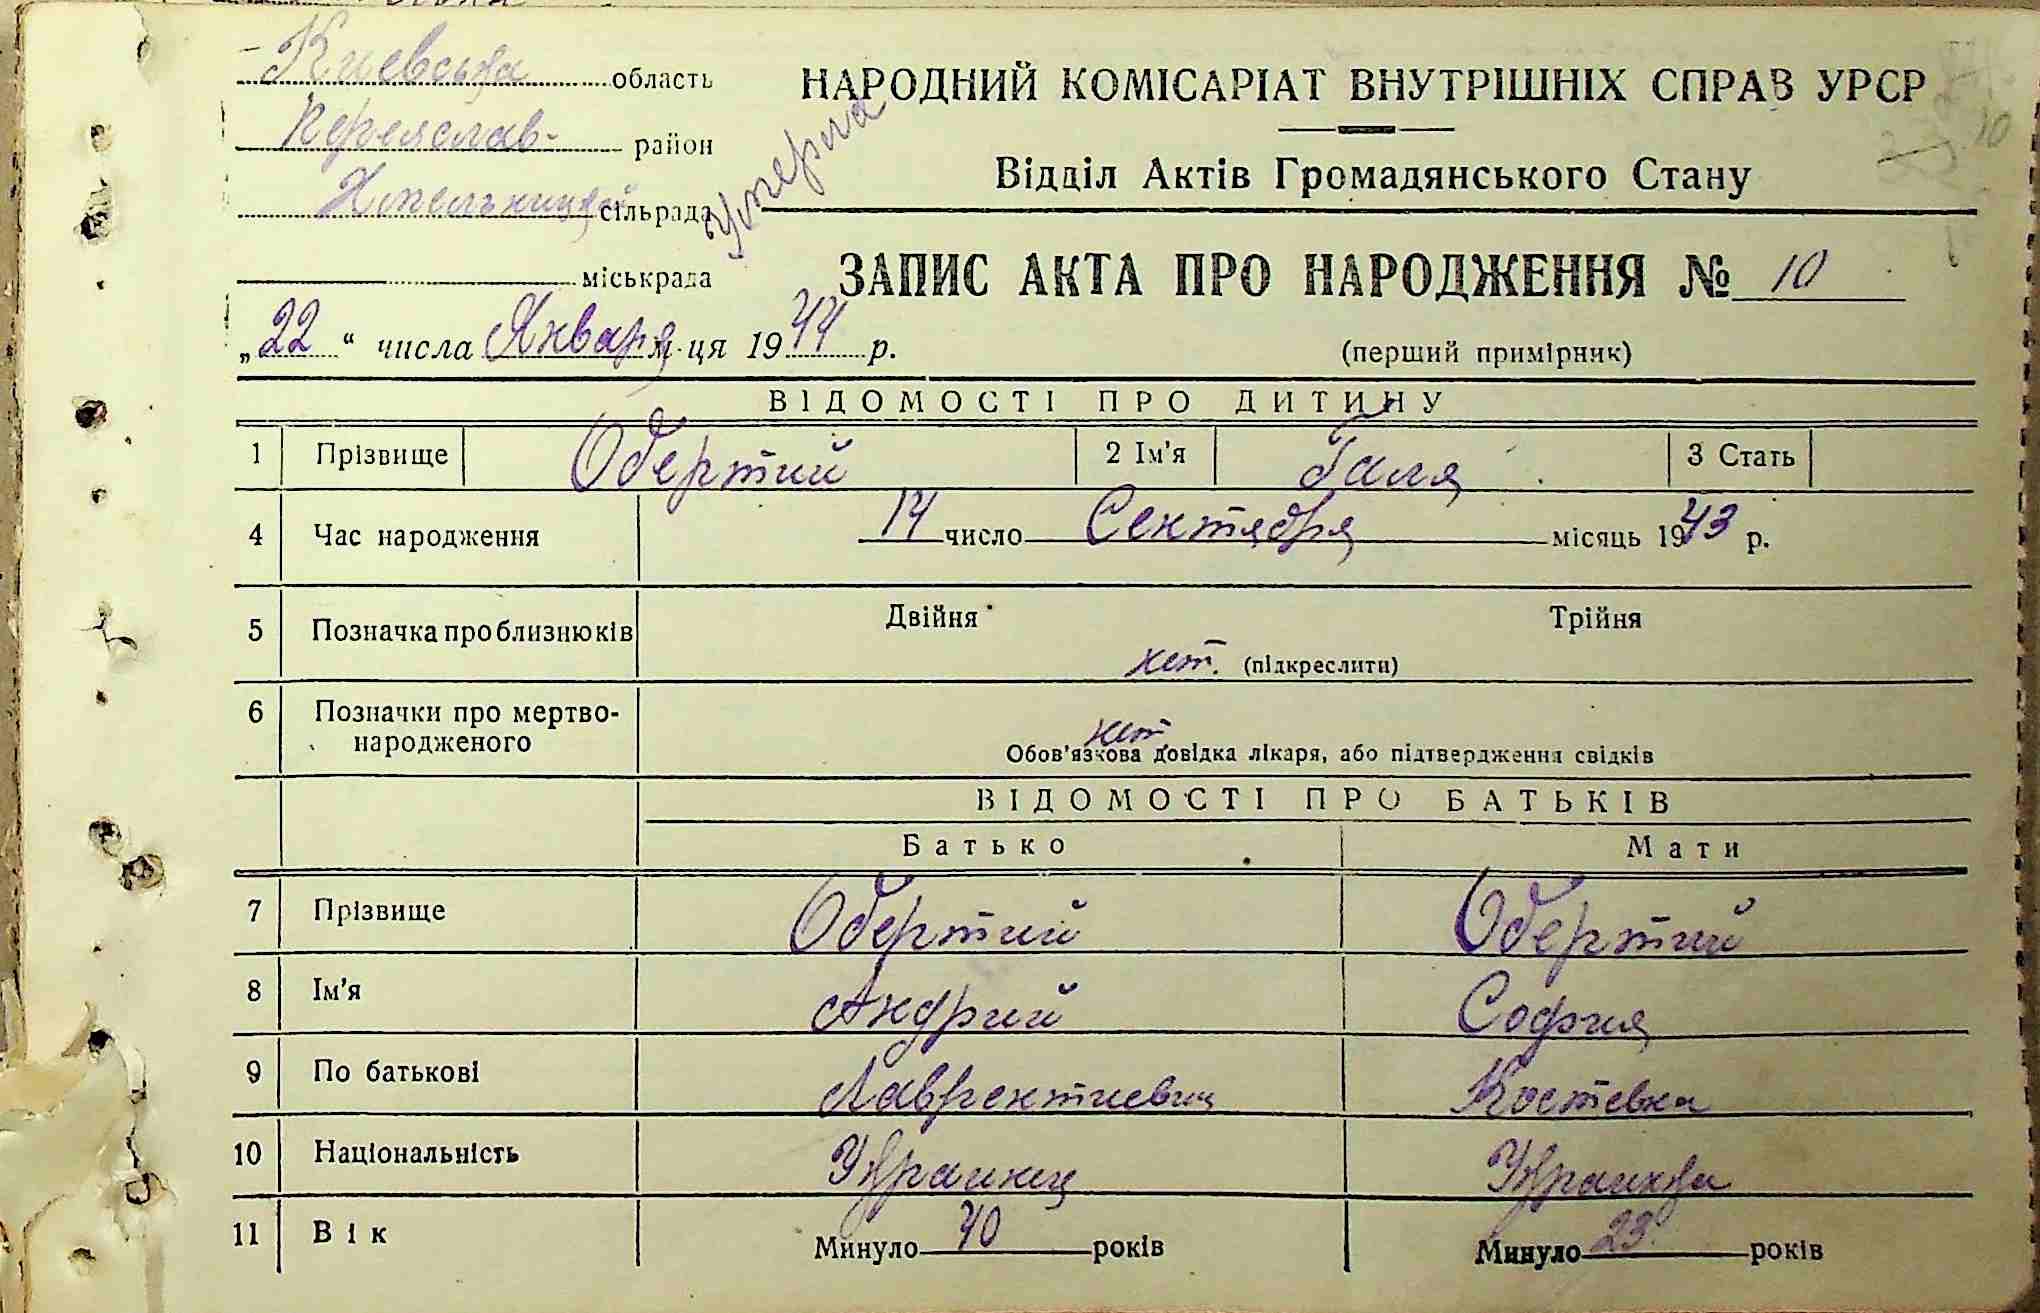 Киевська область
Переяслав- район
Хмельницкий сільрада
Умерла
міськрада
НАРОДНИЙ КОМІСАРІАТ ВНУТРІШНІХ СПРАВ УРСР
10
Відділ Актів Громадянського Стану
ЗАПИС АКТА ПРО НАРОДЖЕННЯ № 10
„22“ числа Января м-ця 1944 р.
(перший примірник)
ВІДОМОСТІ ПРО ДИТИНУ
1 Прізвище Обертий 2 Ім'я Галя 3 Стать
4 Час народження 14 число Сентября місяць 1943 р.
5 Позначка про близнюків Двійня Трійня
нет. (підкреслити)
6 Позначки про мертво-
народженого нет
Обов'язкова довідка лікаря, або підтвердження свідків
ВІДОМОСТІ ПРО БАТЬКІВ
Батько Мати
7 Прізвище Обертий Обертий
8 Ім'я Андрий София
9 По батькові Лаврентиевич Костевна
10 Національність Украинец Украинка
11 Вік Минуло 40 років Минуло 23 років